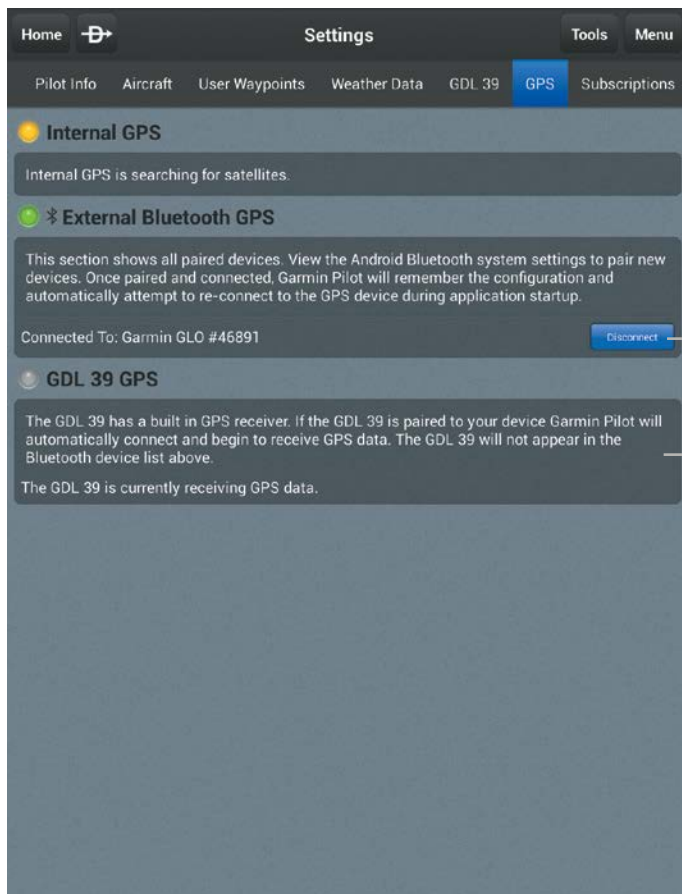 Home Settings Tools Menu
Pilot Info Aircraft User Waypoints Weather Data GDL 39 GPS Subscriptions
Internal GPS
Internal GPS is searching for satellites.
External Bluetooth GPS
This section shows all paired devices. View the Android Bluetooth system settings to pair new
devices. Once paired and connected, Garmin Pilot will remember the configuration and
automatically attempt to re-connect to the GPS device during application startup.
Connected To: Garmin GLO #46891 Disconnect
GDL 39 GPS
The GDL 39 has a built in GPS receiver. If the GDL 39 is paired to your device Garmin Pilot will
automatically connect and begin to receive GPS data. The GDL 39 will not appear in the
Bluetooth device list above.
The GDL 39 is currently receiving GPS data.